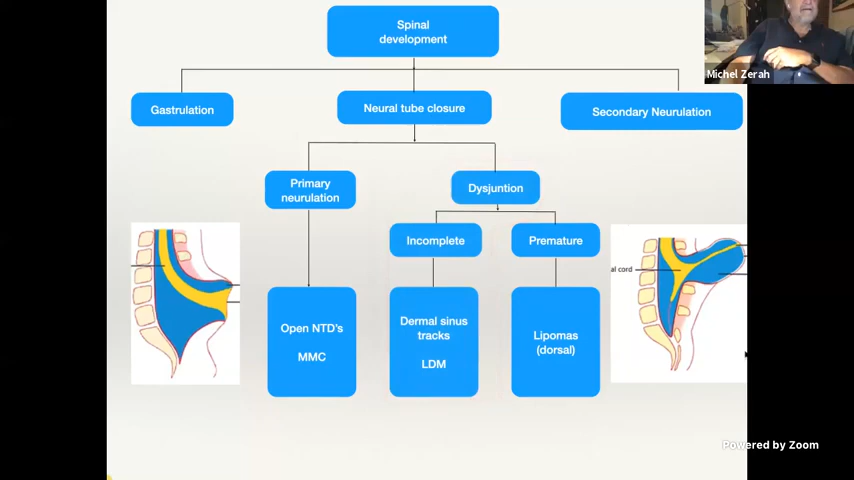 Spinal
development
Michel Zerah
Gastrulation
Neural tube closure
Secondary Neurulation
Primary
neurulation
Dysjuntion
Incomplete
Premature
al cord
Open NTD's
MMC
Dermal sinus
tracks
LDM
Lipomas
(dorsal)
Powered by Zoom